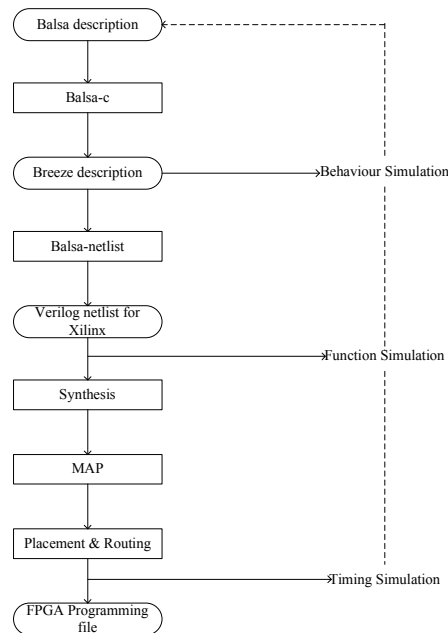 Balsa description
Balsa-c
Breeze description
Behaviour Simulation
Balsa-netlist
Verilog netlist for
Xilinx
Function Simulation
Synthesis
MAP
Placement & Routing
Timing Simulation
FPGA Programming
file